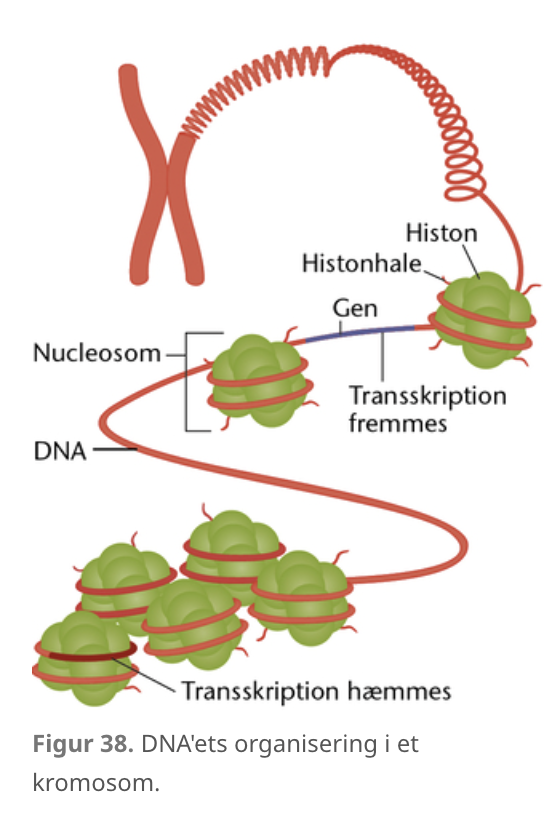 Histon
Histonhale
Gen
Nucleosom
Transskription
fremmes
DNA
Transskription hæmmes
Figur 38. DNA'ets organisering i et
kromosom.